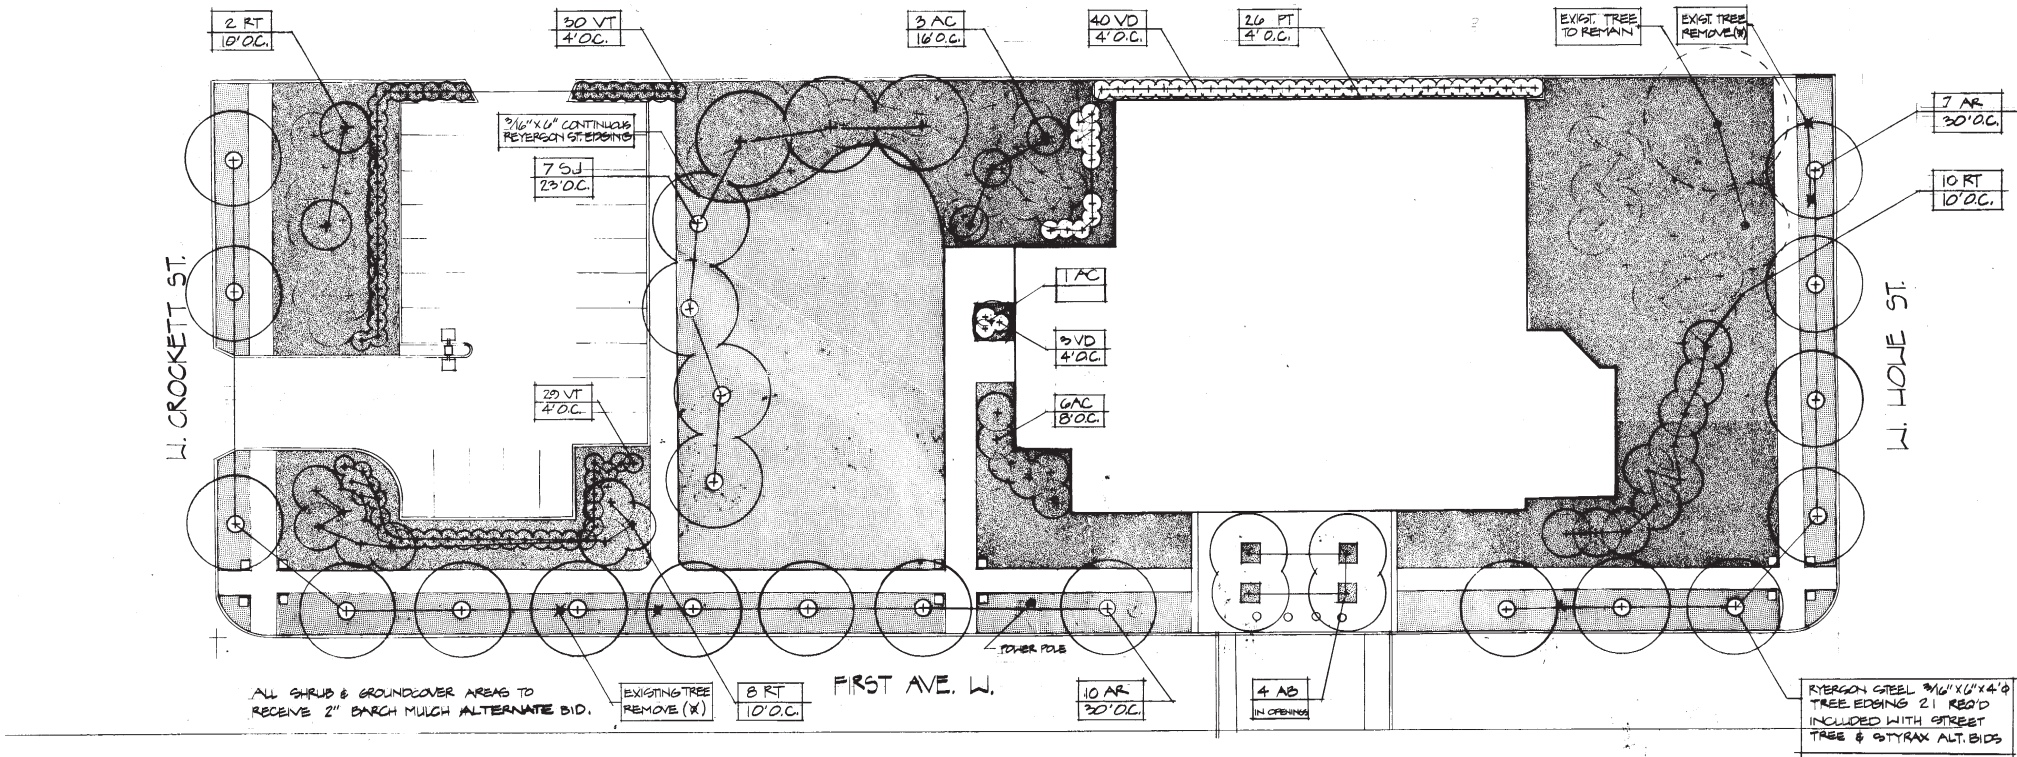 2 RT
10' O.C.
30 VT
4' O.C.
3 AC
16' O.C.
40 VD
4' O.C.
26 PT
4' O.C.
EXIST. TREE
TO REMAIN
EXIST. TREE
REMOVE (X)
7 AR
30' O.C.
3/16" X 6" CONTINUOUS
REYERSON ST. EDGING
7 SJ
23' O.C.
10 RT
10' O.C.
W. CROCKETT ST.
1 AC
3 VD
4' O.C.
W. HOWE ST.
29 VT
4' O.C.
6 AC
8' O.C.
POWER POLE
FIRST AVE. W.
ALL SHRUB & GROUNDCOVER AREAS TO
RECEIVE 2" BARCH MULCH ALTERNATE BID.
EXISTING TREE
REMOVE (X)
8 RT
10' O.C.
10 AR
30' O.C.
4 AB
IN OPENINGS
RYERSON STEEL 3/16" X 6" X 4' Φ
TREE EDGING 21 REQ'D
INCLUDED WITH STREET
TREE & STYRAX ALT. BIDS